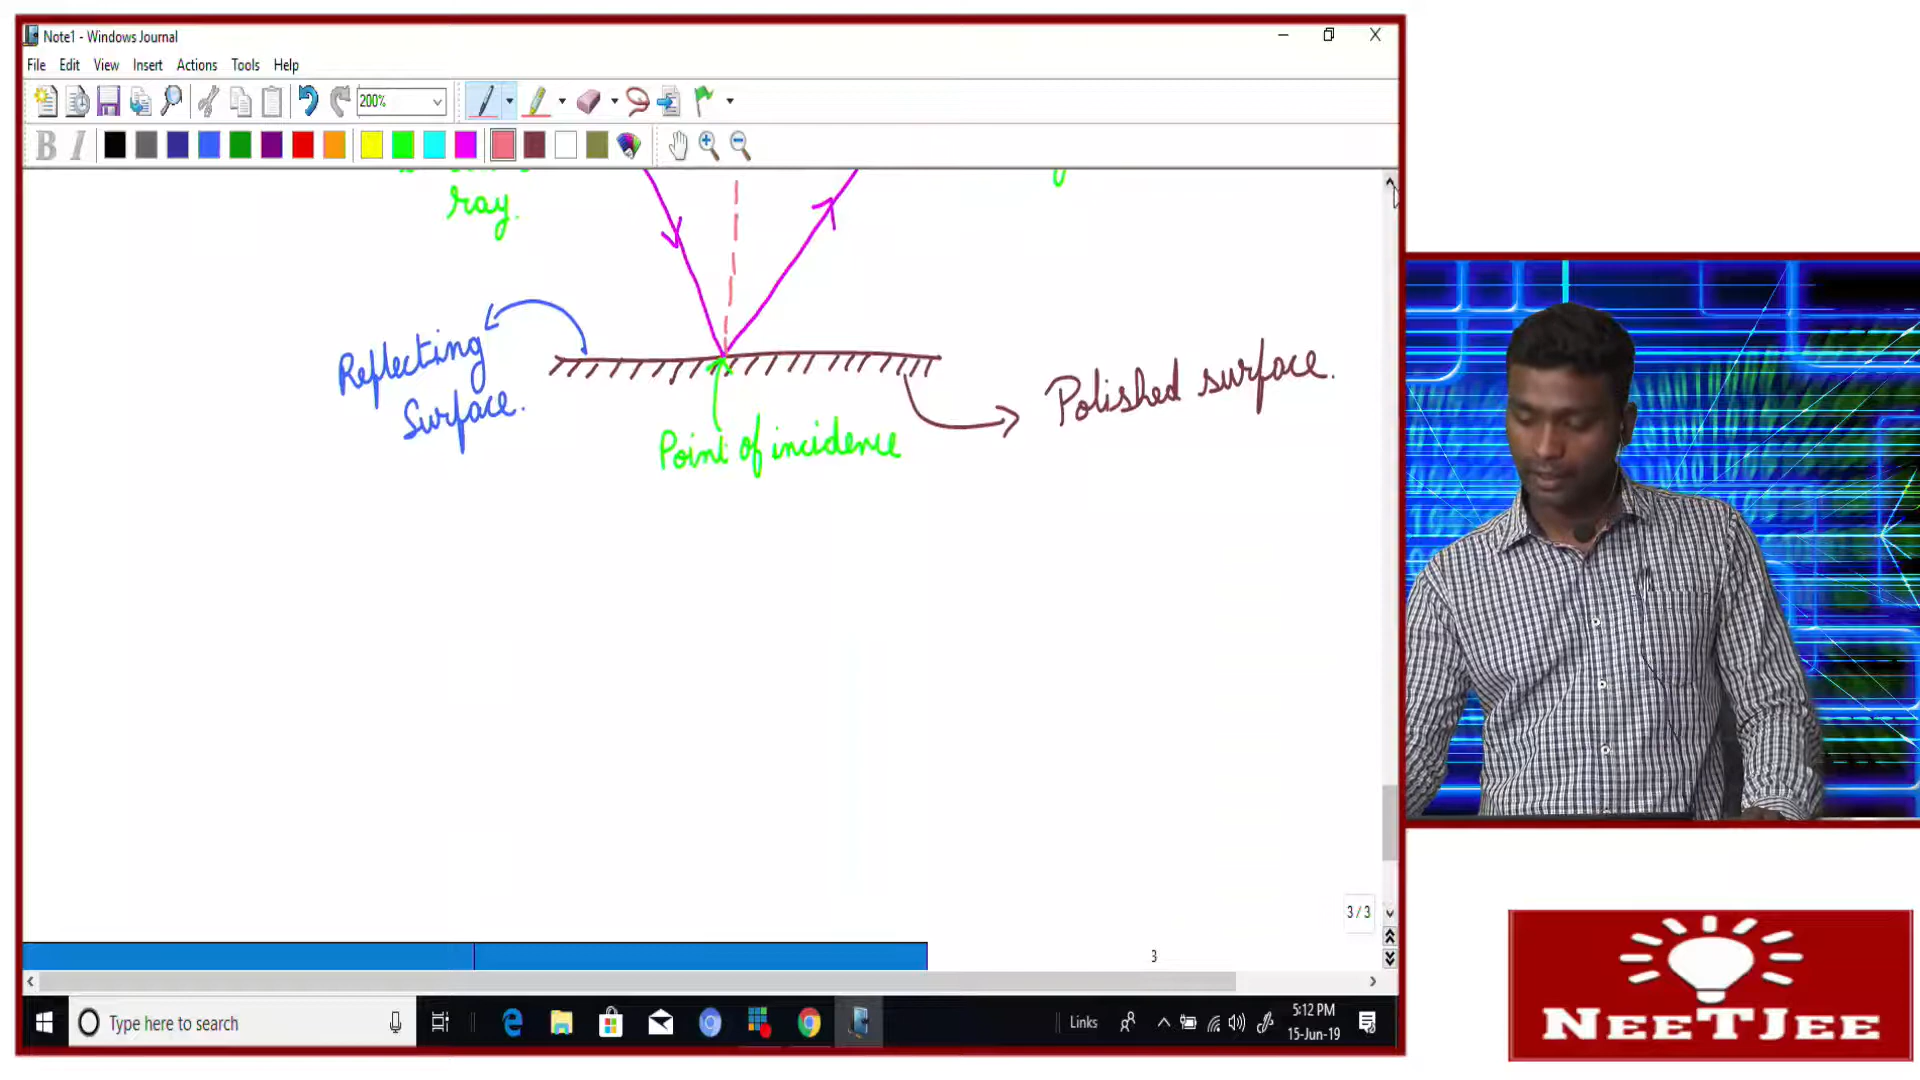 Note1 - Windows Journal
File Edit View Insert Actions Tools Help
200%
B I
ray.
Reflecting
Surface.
Polished surface.
Point of incidence
3 / 3
3
Type here to search
Links
5:12 PM
15-Jun-19
NEETJEE